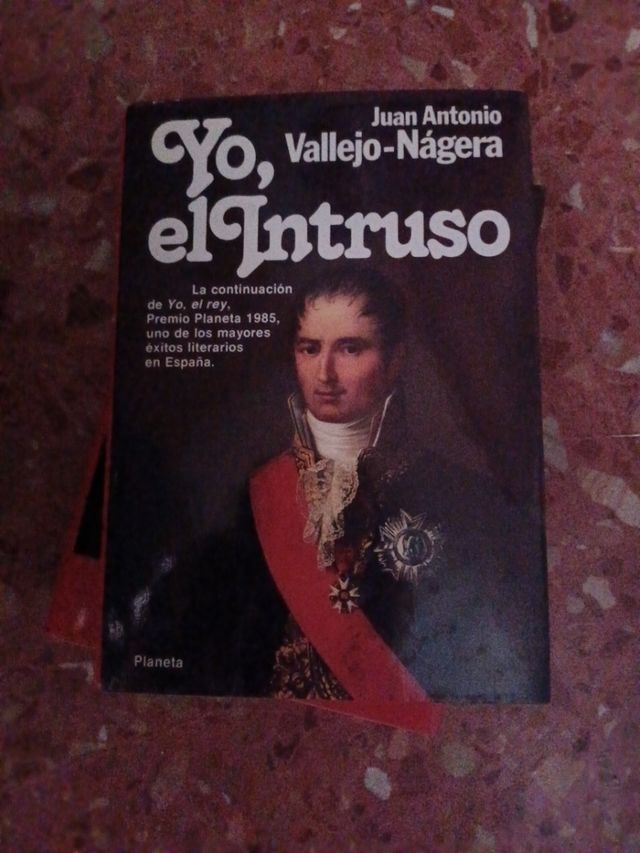 Juan Antonio
Vallejo-Nágera
Yo,
el Intruso
La continuación
de Yo, el rey,
Premio Planeta 1985,
uno de los mayores
éxitos literarios
en España.
Planeta